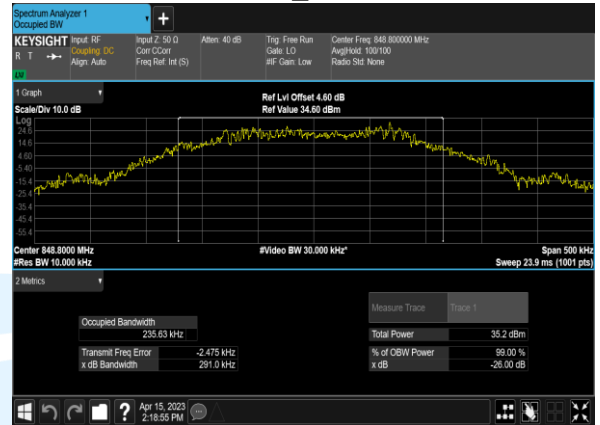 Spectrum Analyzer 1
Occupied BW
KEYSIGHT Input: RF Input Z: 50 Ω Atten: 40 dB Trig: Free Run Center Freq: 848.800000 MHz
R T Coupling: DC Corr CCorr Gate: LO Avg|Hold: 100/100
Align: Auto Freq Ref: Int (S) #IF Gain: Low Radio Std: None
1 Graph
Ref Lvl Offset 4.60 dB
Scale/Div 10.0 dB Ref Value 34.60 dBm
Log
24.6
14.6
4.60
-5.40
-15.4
-25.4
-35.4
-45.4
-55.4
Center 848.8000 MHz #Video BW 30.000 kHz* Span 500 kHz
#Res BW 10.000 kHz Sweep 23.9 ms (1001 pts)
2 Metrics
Measure Trace Trace 1
Occupied Bandwidth
235.63 kHz Total Power 35.2 dBm
Transmit Freq Error -2.475 kHz % of OBW Power 99.00 %
x dB Bandwidth 291.0 kHz x dB -26.00 dB
Apr 15, 2023
2:18:55 PM